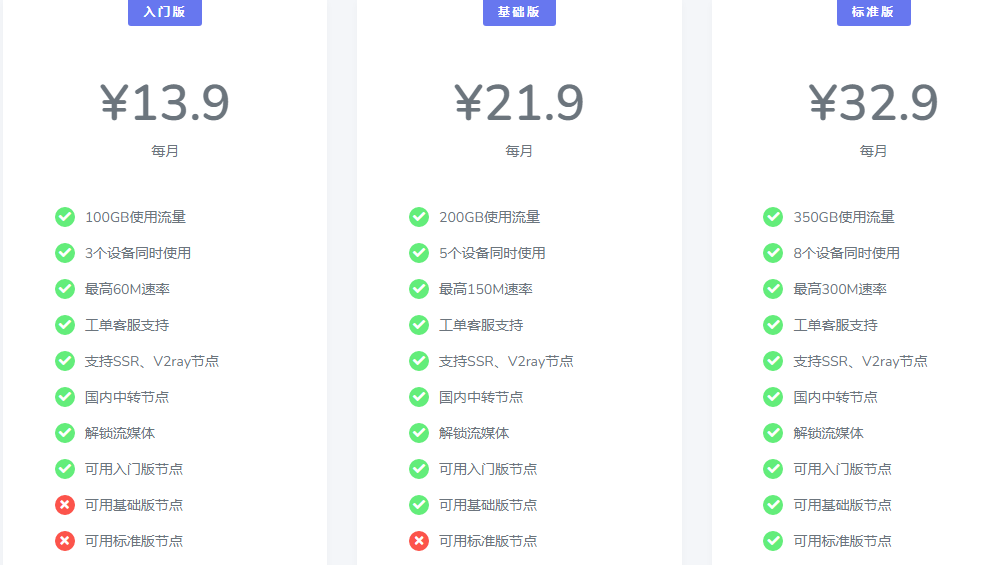 入门版
¥13.9
每月
100GB使用流量
3个设备同时使用
最高60M速率
工单客服支持
支持SSR、V2ray节点
国内中转节点
解锁流媒体
可用入门版节点
可用基础版节点
可用标准版节点
基础版
¥21.9
每月
200GB使用流量
5个设备同时使用
最高150M速率
工单客服支持
支持SSR、V2ray节点
国内中转节点
解锁流媒体
可用入门版节点
可用基础版节点
可用标准版节点
标准版
¥32.9
每月
350GB使用流量
8个设备同时使用
最高300M速率
工单客服支持
支持SSR、V2ray节点
国内中转节点
解锁流媒体
可用入门版节点
可用基础版节点
可用标准版节点